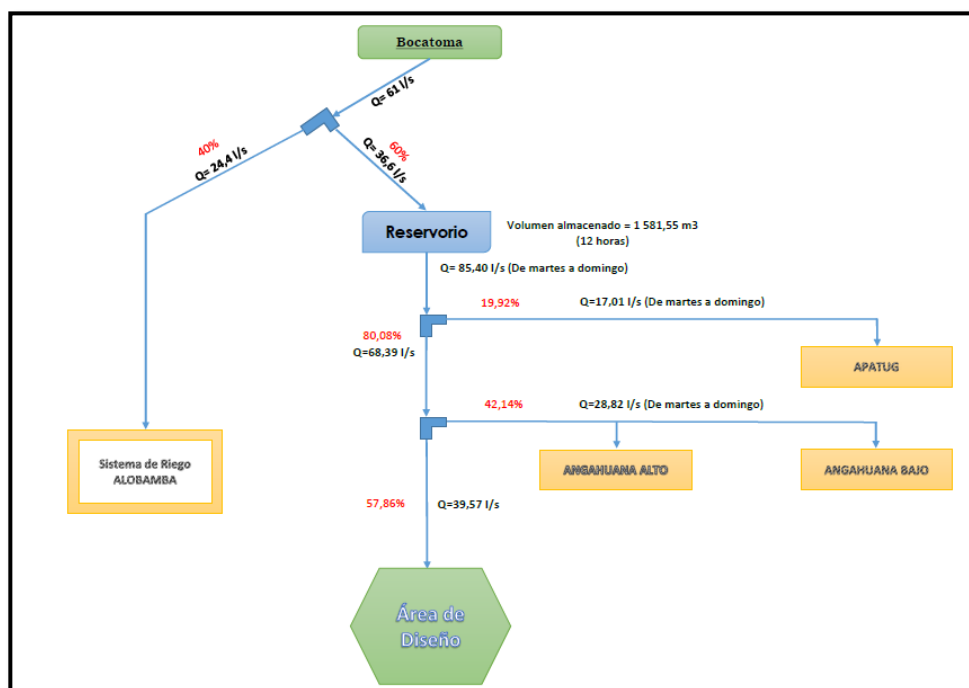 Bocatoma
Q= 61 l/s
40%
Q= 24,4 l/s
60%
Q= 36,6 l/s
Reservorio
Volumen almacenado = 1 581,55 m3
(12 horas)
Q= 85,40 l/s (De martes a domingo)
19,92%
Q=17,01 l/s (De martes a domingo)
80,08%
Q=68,39 l/s
APATUG
42,14%
Q=28,82 l/s (De martes a domingo)
Sistema de Riego
ALOBAMBA
ANGAHUANA ALTO
ANGAHUANA BAJO
57,86%
Q=39,57 l/s
Área de
Diseño